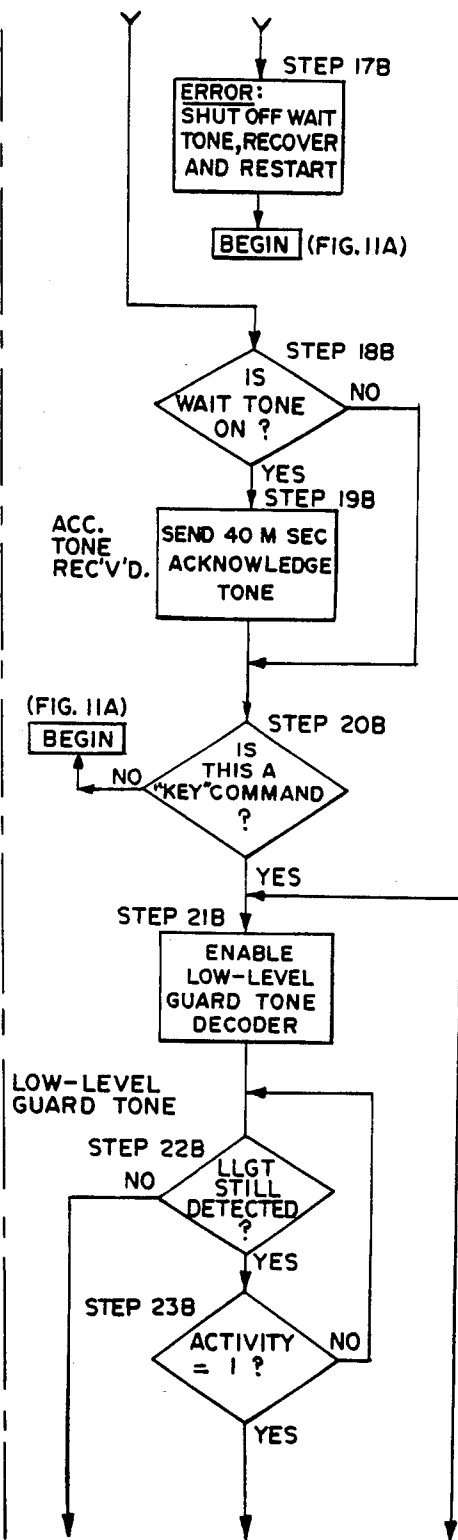 STEP 17B
ERROR:
SHUT OFF WAIT
TONE, RECOVER
AND RESTART
BEGIN (FIG. 11A)
STEP 18B
IS
WAIT TONE
ON ?
NO
YES
STEP 19B
ACC.
TONE
REC'V'D.
SEND 40 M SEC
ACKNOWLEDGE
TONE
(FIG. 11A)
BEGIN
STEP 20B
IS
THIS A
"KEY" COMMAND
?
NO
YES
STEP 21B
ENABLE
LOW-LEVEL
GUARD TONE
DECODER
LOW-LEVEL
GUARD TONE
STEP 22B
NO
LLGT
STILL
DETECTED
?
YES
STEP 23B
ACTIVITY
= 1 ?
NO
YES